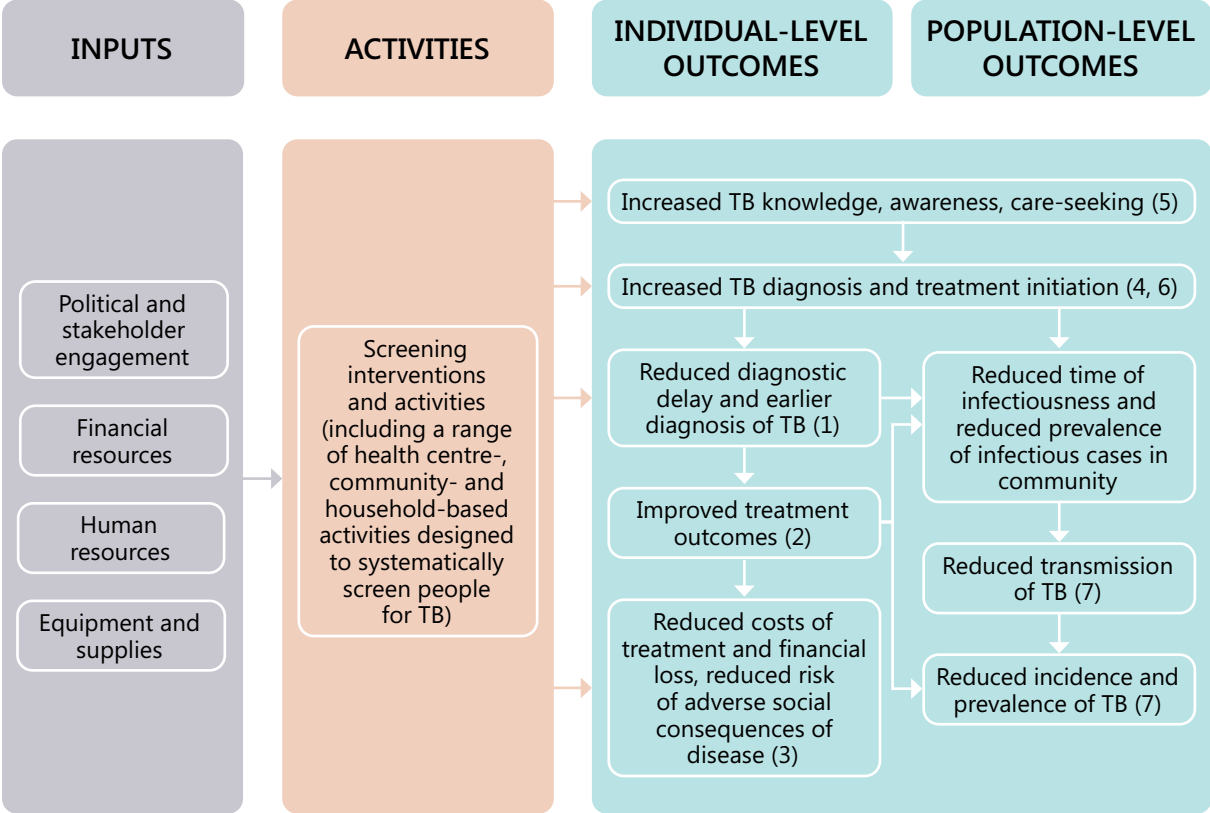 INPUTS
ACTIVITIES
INDIVIDUAL-LEVEL
OUTCOMES
POPULATION-LEVEL
OUTCOMES
Political and
stakeholder
engagement
Financial
resources
Human
resources
Equipment and
supplies
Screening
interventions
and activities
(including a range
of health centre-,
community- and
household-based
activities designed
to systematically
screen people
for TB)
Increased TB knowledge, awareness, care-seeking (5)
Increased TB diagnosis and treatment initiation (4, 6)
Reduced diagnostic
delay and earlier
diagnosis of TB (1)
Improved treatment
outcomes (2)
Reduced costs of
treatment and financial
loss, reduced risk
of adverse social
consequences of
disease (3)
Reduced time of
infectiousness and
reduced prevalence
of infectious cases in
community
Reduced transmission
of TB (7)
Reduced incidence and
prevalence of TB (7)